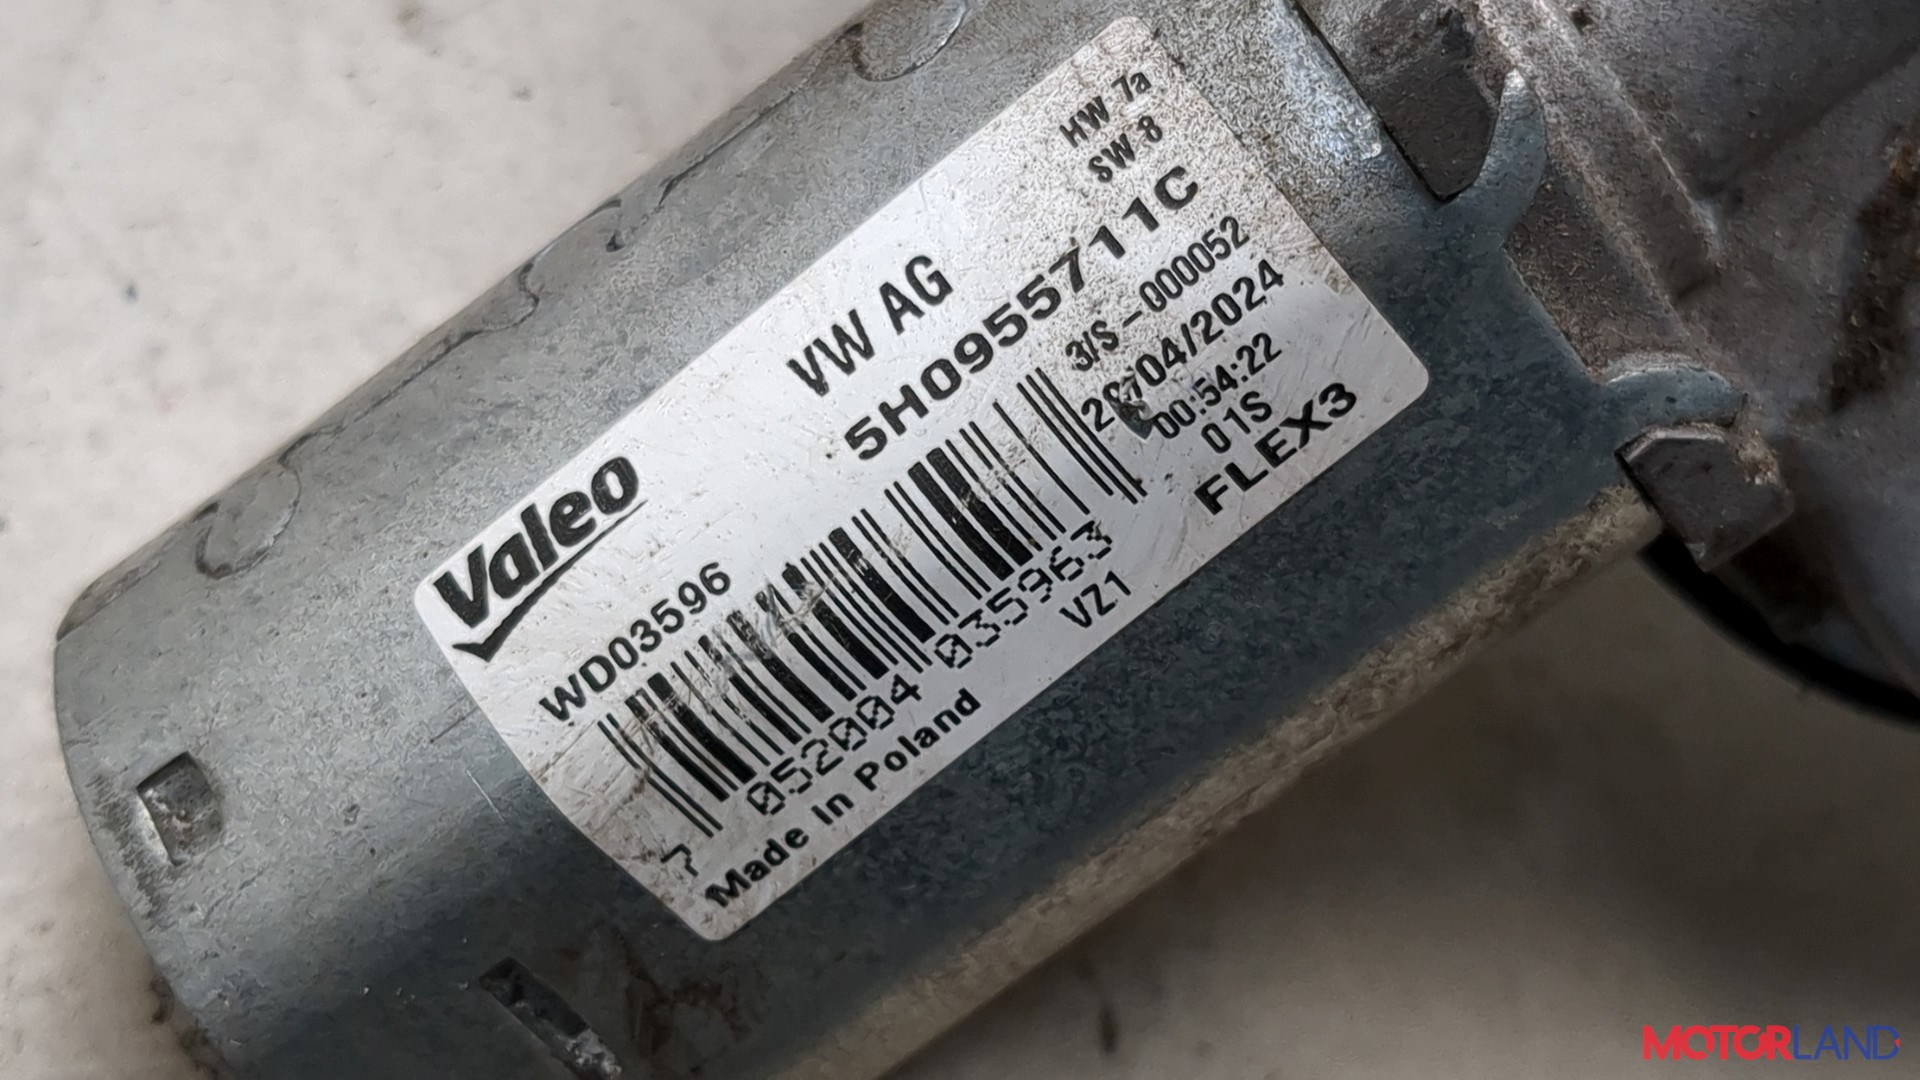 HW 7a
SW 8
VW AG
5H0955711C
3/S-000052
/04/2024
00:54:22
01S
FLEX3
Valeo
WD03596
7 052004 035963
VZ1
Made in Poland
MOTORLAND